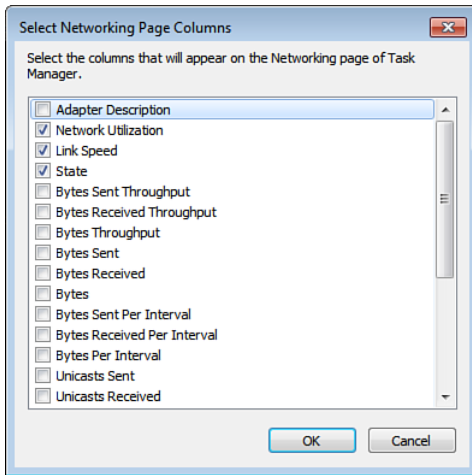 Select Networking Page Columns
Select the columns that will appear on the Networking page of Task
Manager.
Adapter Description
Network Utilization
Link Speed
State
Bytes Sent Throughput
Bytes Received Throughput
Bytes Throughput
Bytes Sent
Bytes Received
Bytes
Bytes Sent Per Interval
Bytes Received Per Interval
Bytes Per Interval
Unicasts Sent
Unicasts Received
OK Cancel